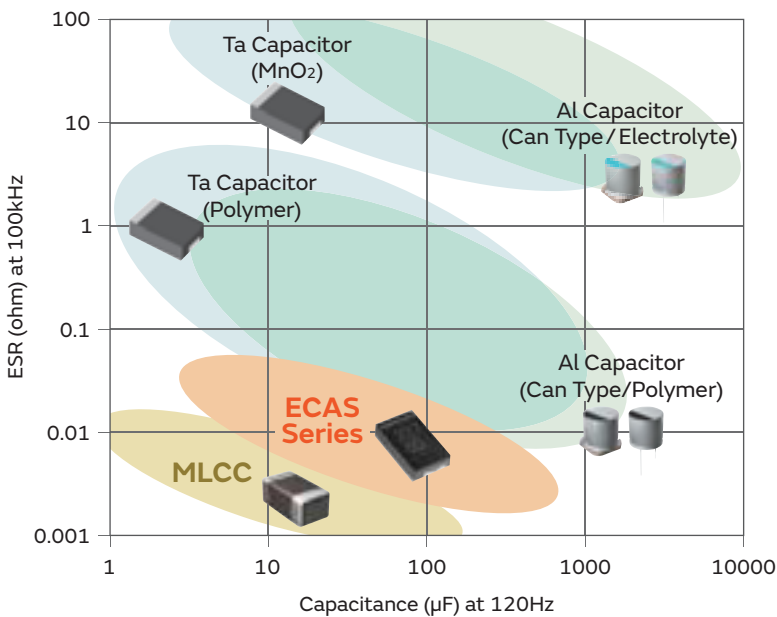 100
10
1
0.1
0.01
0.001
ESR (ohm) at 100kHz
Ta Capacitor
(MnO₂)
Al Capacitor
(Can Type/Electrolyte)
Ta Capacitor
(Polymer)
Al Capacitor
(Can Type/Polymer)
ECAS
Series
MLCC
1
10
100
1000
10000
Capacitance (μF) at 120Hz